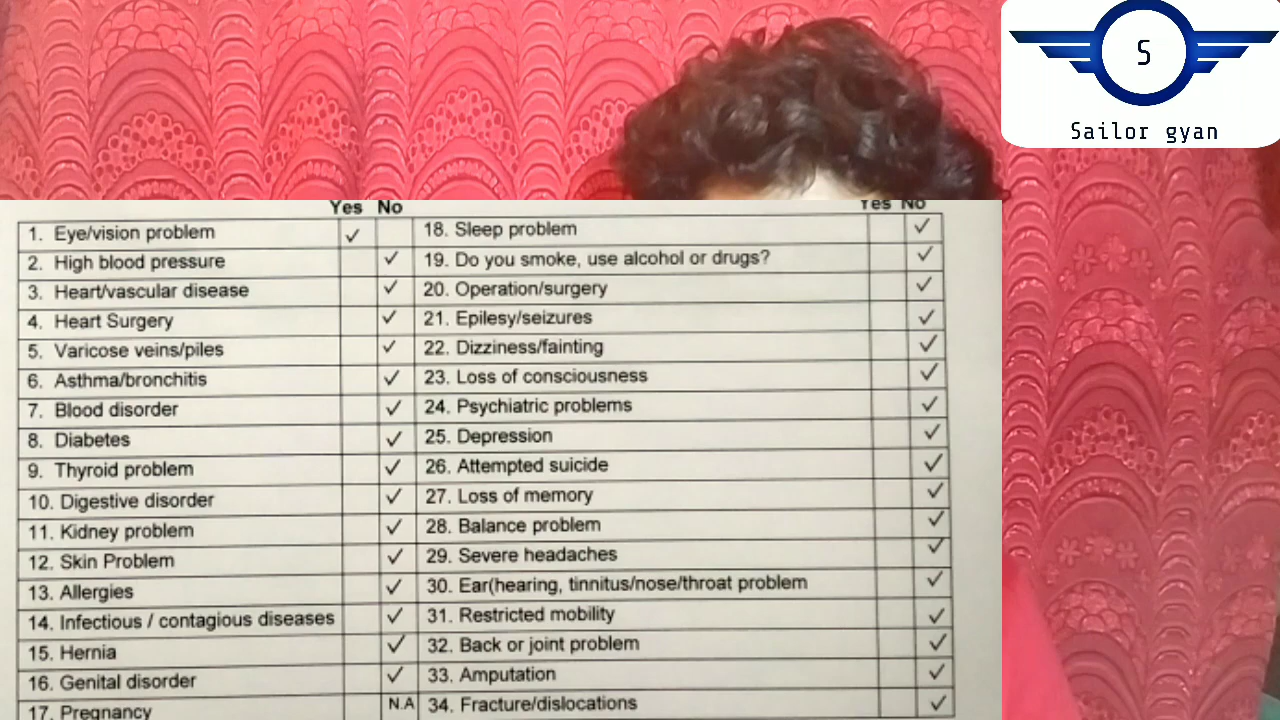 S
Sailor gyan
Yes No
1. Eye/vision problem ✓
2. High blood pressure ✓
3. Heart/vascular disease ✓
4. Heart Surgery ✓
5. Varicose veins/piles ✓
6. Asthma/bronchitis ✓
7. Blood disorder ✓
8. Diabetes ✓
9. Thyroid problem ✓
10. Digestive disorder ✓
11. Kidney problem ✓
12. Skin Problem ✓
13. Allergies ✓
14. Infectious / contagious diseases ✓
15. Hernia ✓
16. Genital disorder ✓
17. Pregnancy N.A
Yes No
18. Sleep problem ✓
19. Do you smoke, use alcohol or drugs? ✓
20. Operation/surgery ✓
21. Epilesy/seizures ✓
22. Dizziness/fainting ✓
23. Loss of consciousness ✓
24. Psychiatric problems ✓
25. Depression ✓
26. Attempted suicide ✓
27. Loss of memory ✓
28. Balance problem ✓
29. Severe headaches ✓
30. Ear(hearing, tinnitus/nose/throat problem ✓
31. Restricted mobility ✓
32. Back or joint problem ✓
33. Amputation ✓
34. Fracture/dislocations ✓